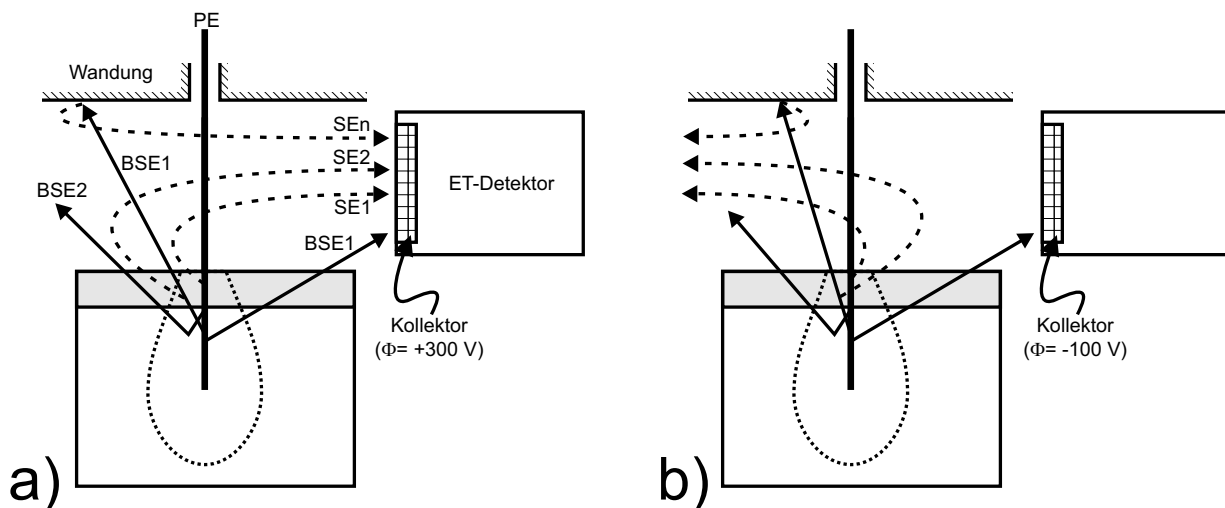 PE
Wandung
SEn
BSE1
SE2
BSE2
ET-Detektor
SE1
BSE1
Kollektor
(Φ= +300 V)
a)
Kollektor
(Φ= -100 V)
b)